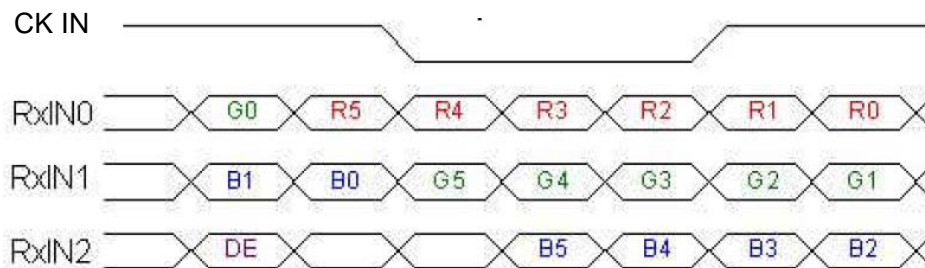 CK IN
RxIN0 G0 R5 R4 R3 R2 R1 R0
RxIN1 B1 B0 G5 G4 G3 G2 G1
RxIN2 DE B5 B4 B3 B2